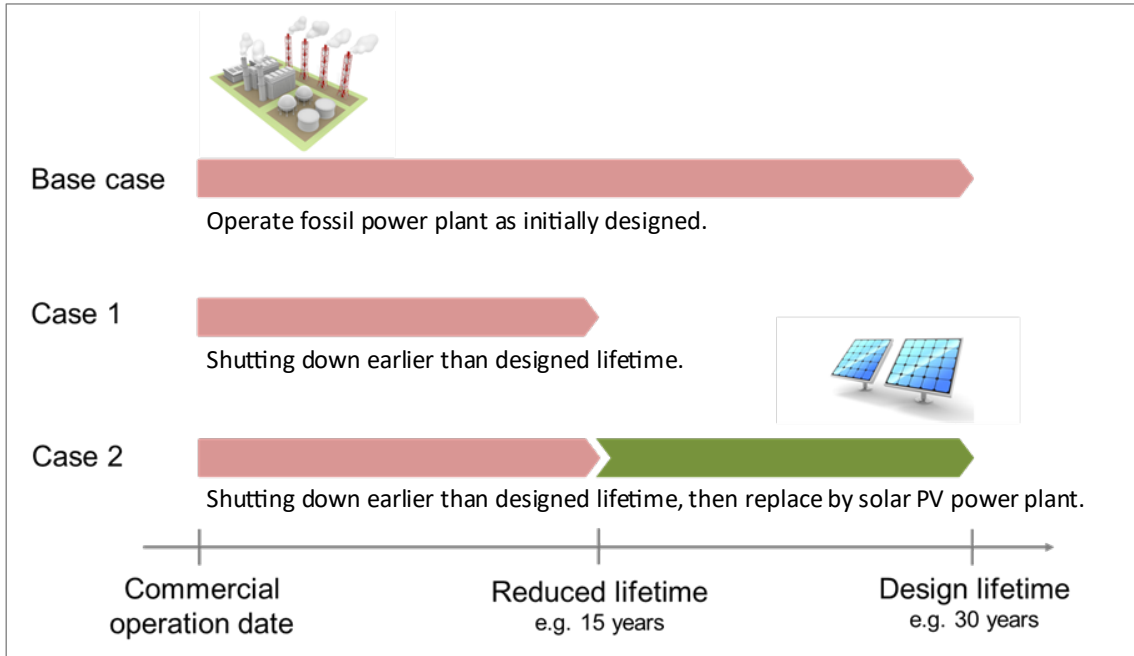 Base case
Operate fossil power plant as initially designed.
Case 1
Shutting down earlier than designed lifetime.
Case 2
Shutting down earlier than designed lifetime, then replace by solar PV power plant.
Commercial
operation date
Reduced lifetime
e.g. 15 years
Design lifetime
e.g. 30 years